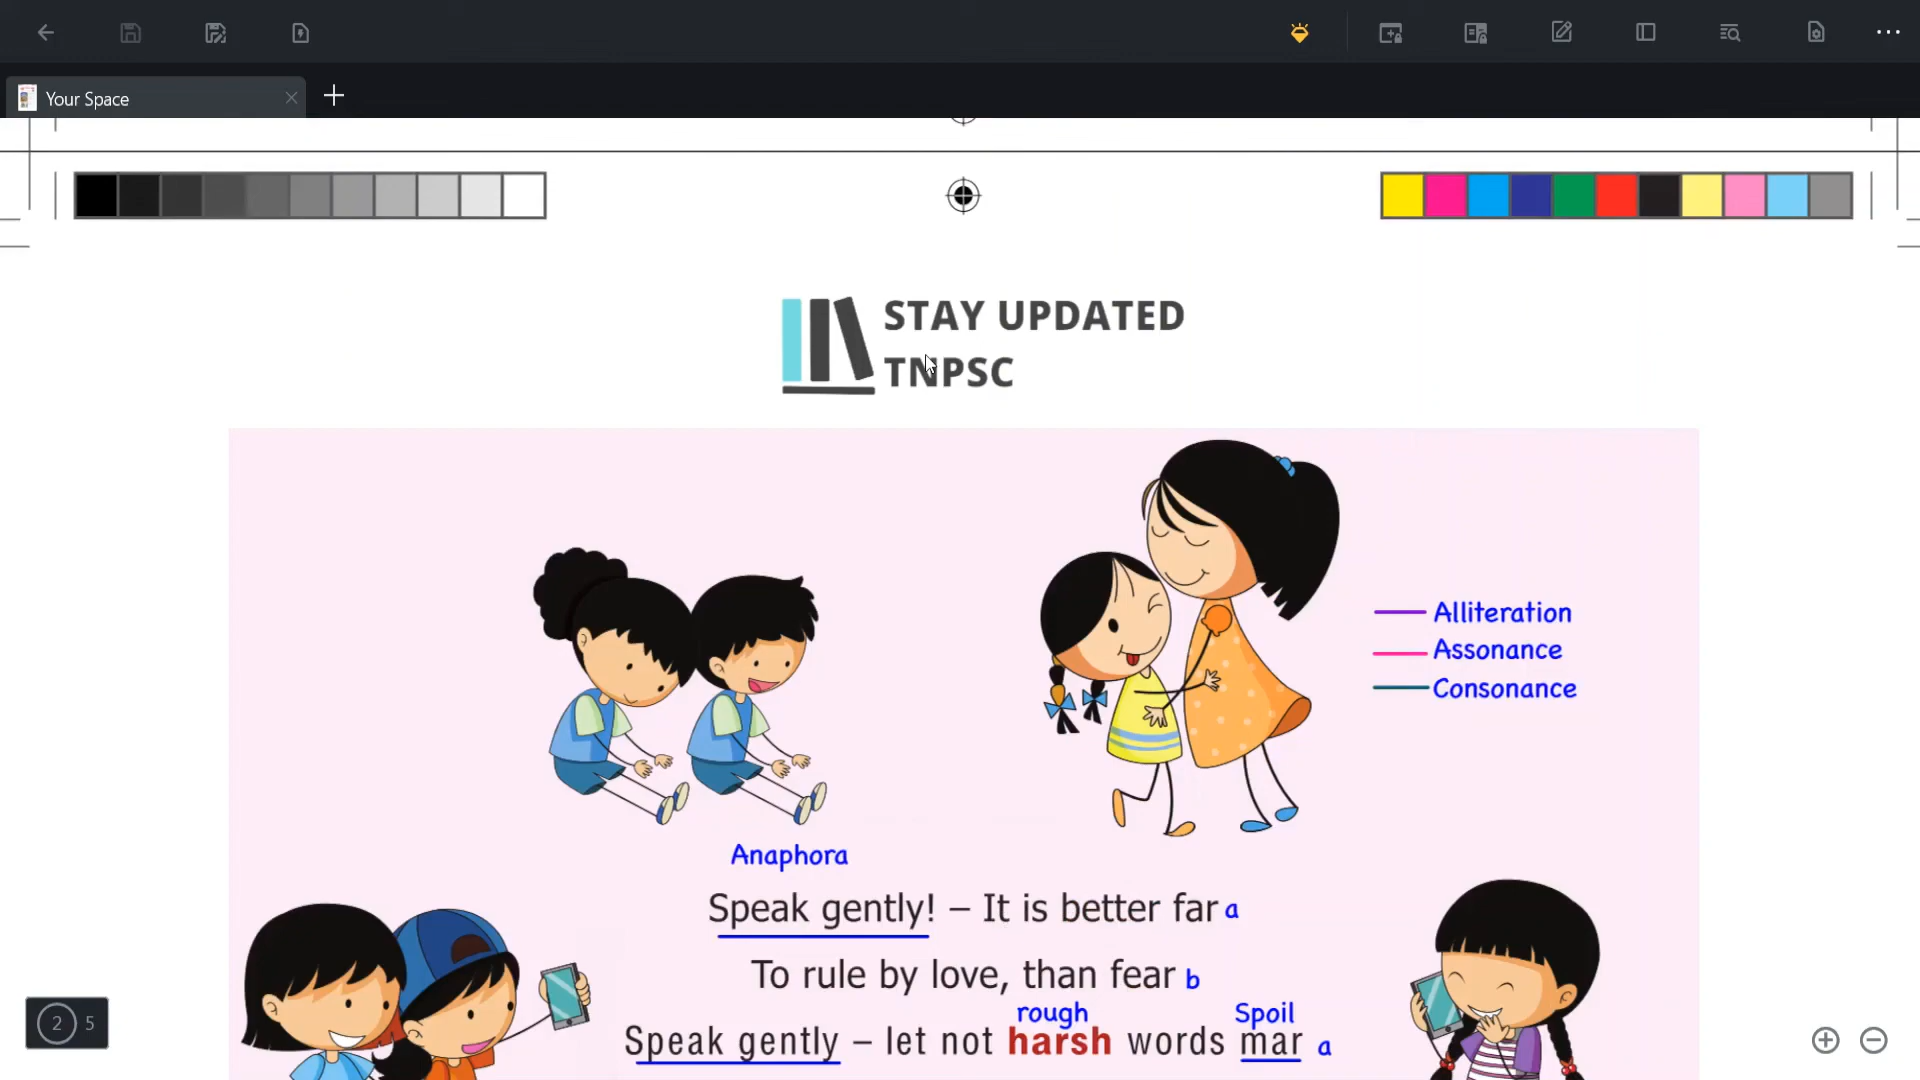 Your Space
STAY UPDATED
TNPSC
Alliteration
Assonance
Consonance
Anaphora
Speak gently! – It is better far a
To rule by love, than fear b
rough Spoil
Speak gently – let not harsh words mar a
2 5